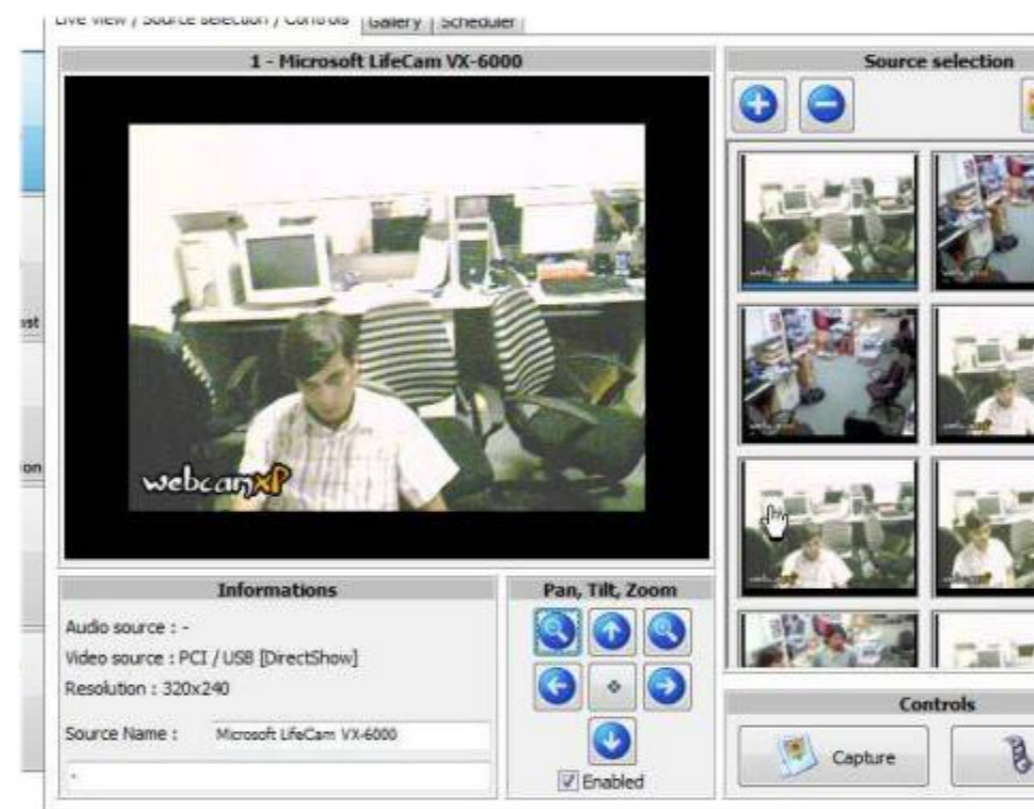 Live view / Source selection / Controls
Gallery
Scheduler
1 - Microsoft LifeCam VX-6000
Source selection
webcamXP
Informations
Audio source : -
Video source : PCI / USB [DirectShow]
Resolution : 320x240
Source Name :
Microsoft LifeCam VX-6000
-
Pan, Tilt, Zoom
Enabled
Controls
Capture